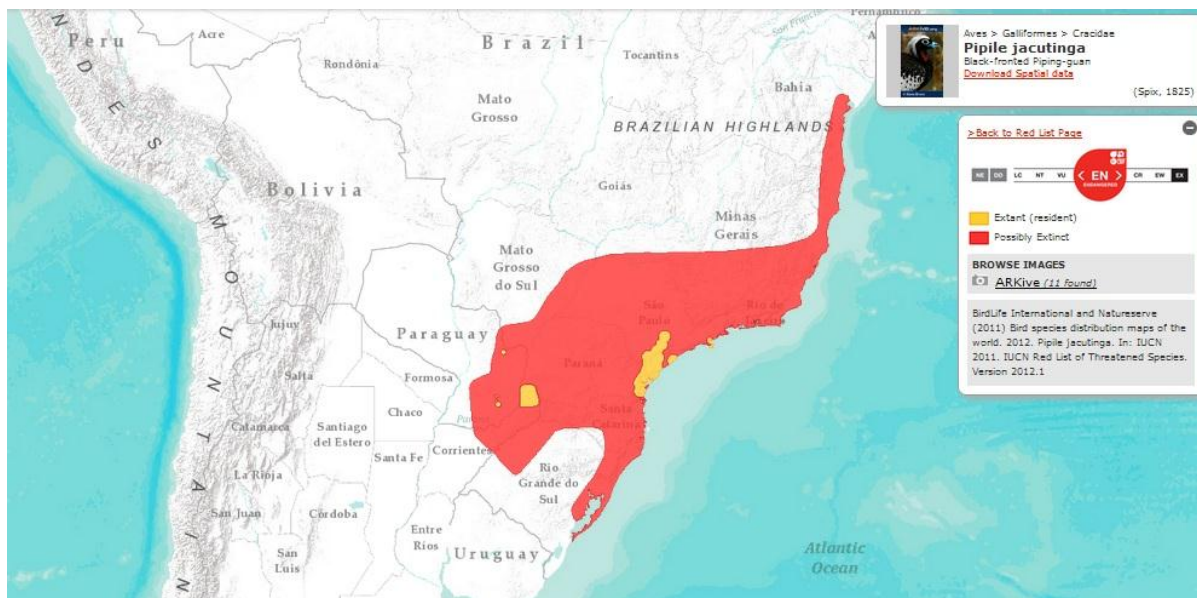 Peru
Acre
Brazil
Pernambuco
San Francisco
Tocantins
Rondônia
Bahia
Mato
Grosso
BRAZILIAN HIGHLANDS
Bolivia
Goiás
Minas
Gerais
Mato
Grosso
do Sul
ANDES MOUNTAIN
São
Paulo
Rio de
Janeiro
Jujuy
Paraguay
Paraná
Salta
Formosa
Chaco
Santa
Catarina
Catamarca
Santiago
del Estero
Corrientes
Santa Fe
La Rioja
Rio
Grande do
Sul
San Juan
Córdoba
Entre
Ríos
San
Luis
Uruguay
Atlantic
Ocean
Aves > Galliformes > Cracidae
Pipile jacutinga
Black-fronted Piping-guan
Download Spatial data
(Spix, 1825)
>Back to Red List Page
NE DD LC NT VU < EN > CR EW EX
ENDANGERED
Extant (resident)
Possibly Extinct
BROWSE IMAGES
ARKive (11 found)
BirdLife International and Natureserve
(2011) Bird species distribution maps of the
world. 2012. Pipile jacutinga. In: IUCN
2011. IUCN Red List of Threatened Species.
Version 2012.1